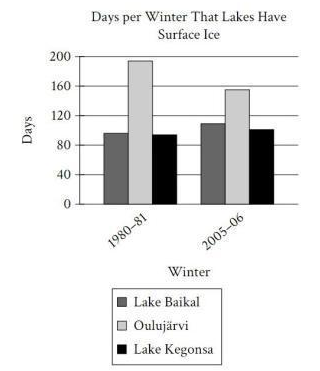 Days per Winter That Lakes Have
Surface Ice
200
160
120
80
40
0
Days
1980–81
2005–06
Winter
Lake Baikal
Oulujärvi
Lake Kegonsa